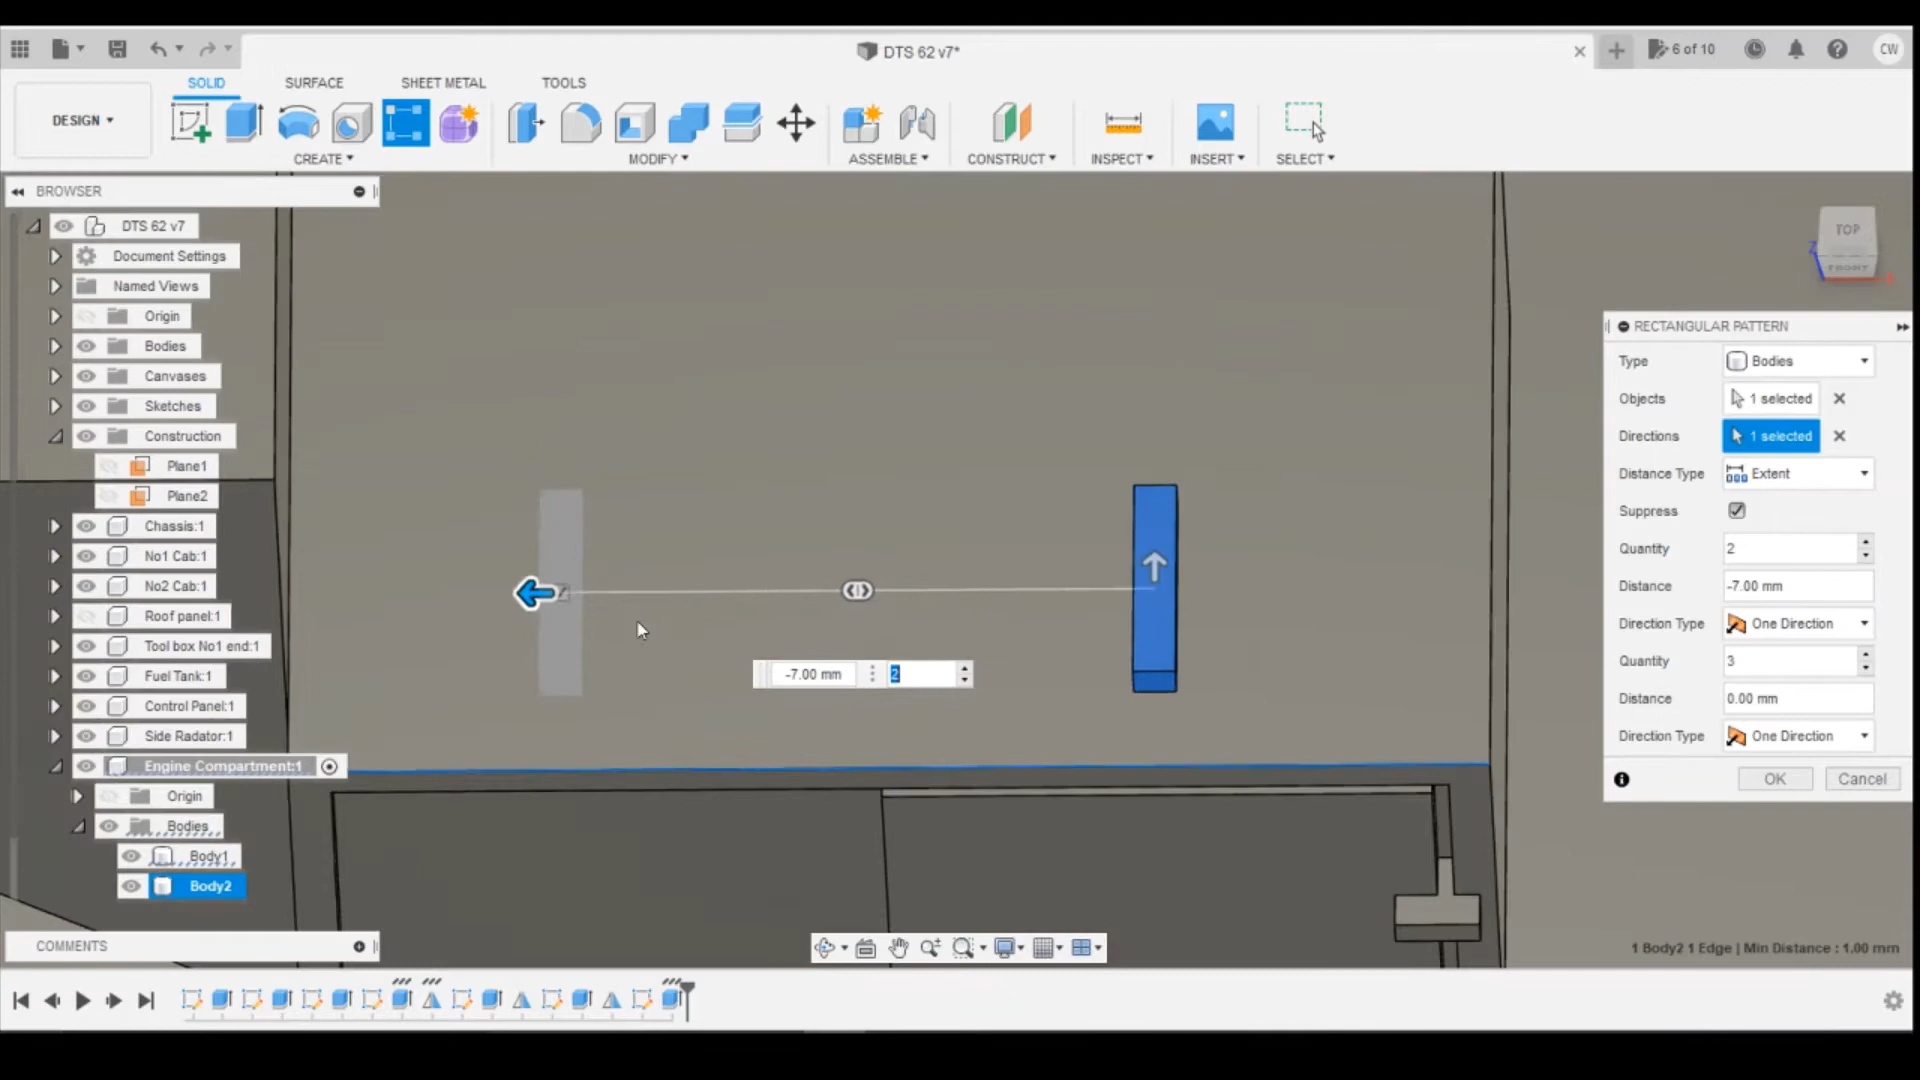 DTS 62 v7*
6 of 10
CW
SOLID
SURFACE
SHEET METAL
TOOLS
DESIGN
CREATE
MODIFY
ASSEMBLE
CONSTRUCT
INSPECT
INSERT
SELECT
BROWSER
DTS 62 v7
Document Settings
Named Views
Origin
Bodies
Canvases
Sketches
Construction
Plane1
Plane2
Chassis:1
No1 Cab:1
No2 Cab:1
Roof panel:1
Tool box No1 end:1
Fuel Tank:1
Control Panel:1
Side Radator:1
Engine Compartment:1
Origin
Bodies
Body1
Body2
COMMENTS
-7.00 mm
2
TOP
FRONT
Z
RECTANGULAR PATTERN
Type Bodies
Objects 1 selected
Directions 1 selected
Distance Type Extent
Suppress
Quantity 2
Distance -7.00 mm
Direction Type One Direction
Quantity 3
Distance 0.00 mm
Direction Type One Direction
OK Cancel
1 Body2 1 Edge | Min Distance : 1.00 mm